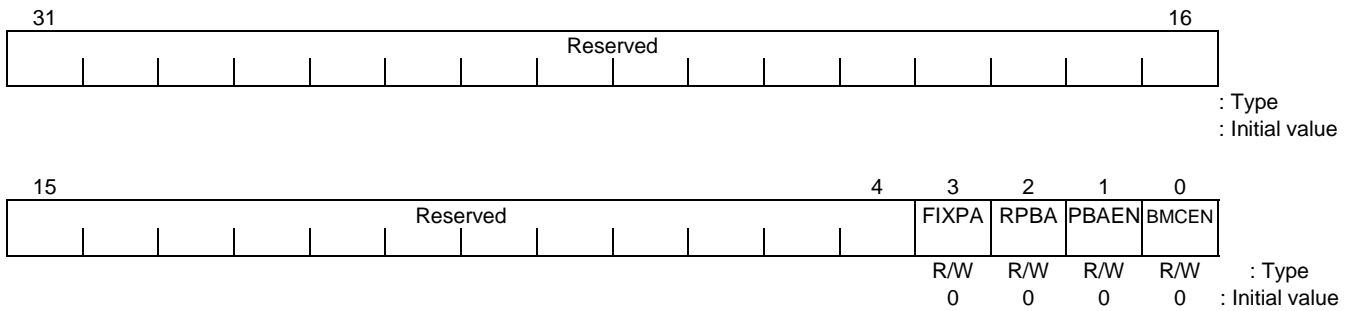 31 16
Reserved
: Type
: Initial value
15 4 3 2 1 0
Reserved FIXPA RPBA PBAEN BMCEN
R/W R/W R/W R/W : Type
0 0 0 0 : Initial value